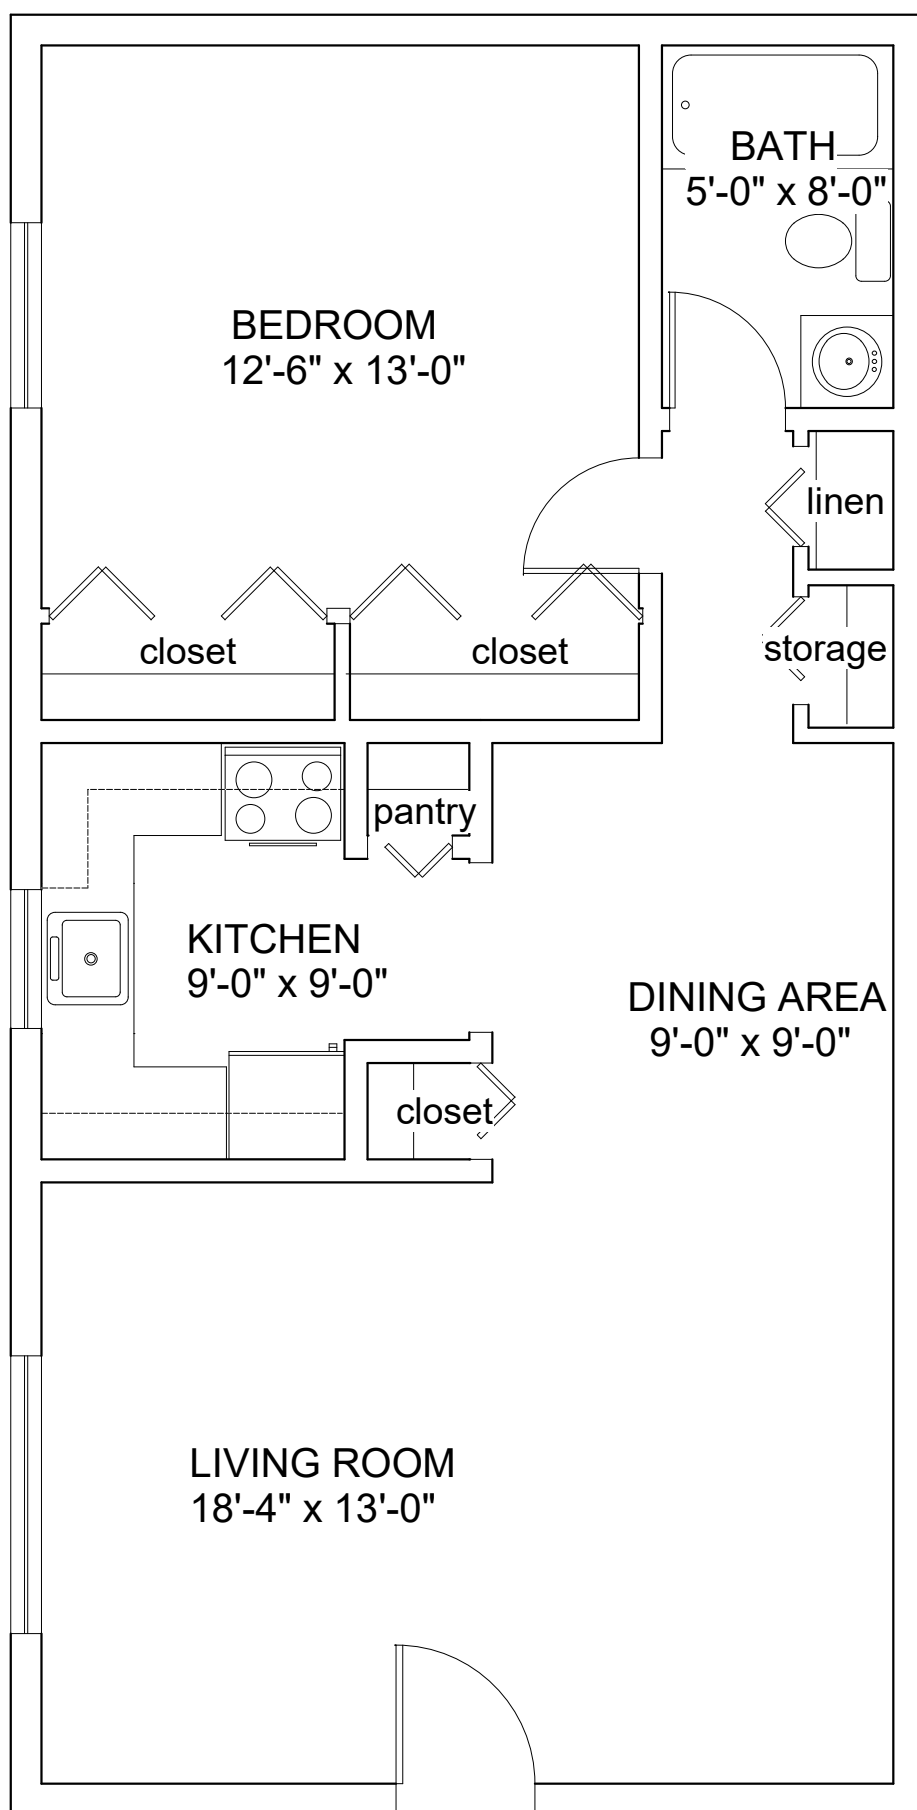 BATH
5'-0" x 8'-0"
BEDROOM
12'-6" x 13'-0"
linen
closet
closet
storage
pantry
KITCHEN
9'-0" x 9'-0"
DINING AREA
9'-0" x 9'-0"
closet
LIVING ROOM
18'-4" x 13'-0"